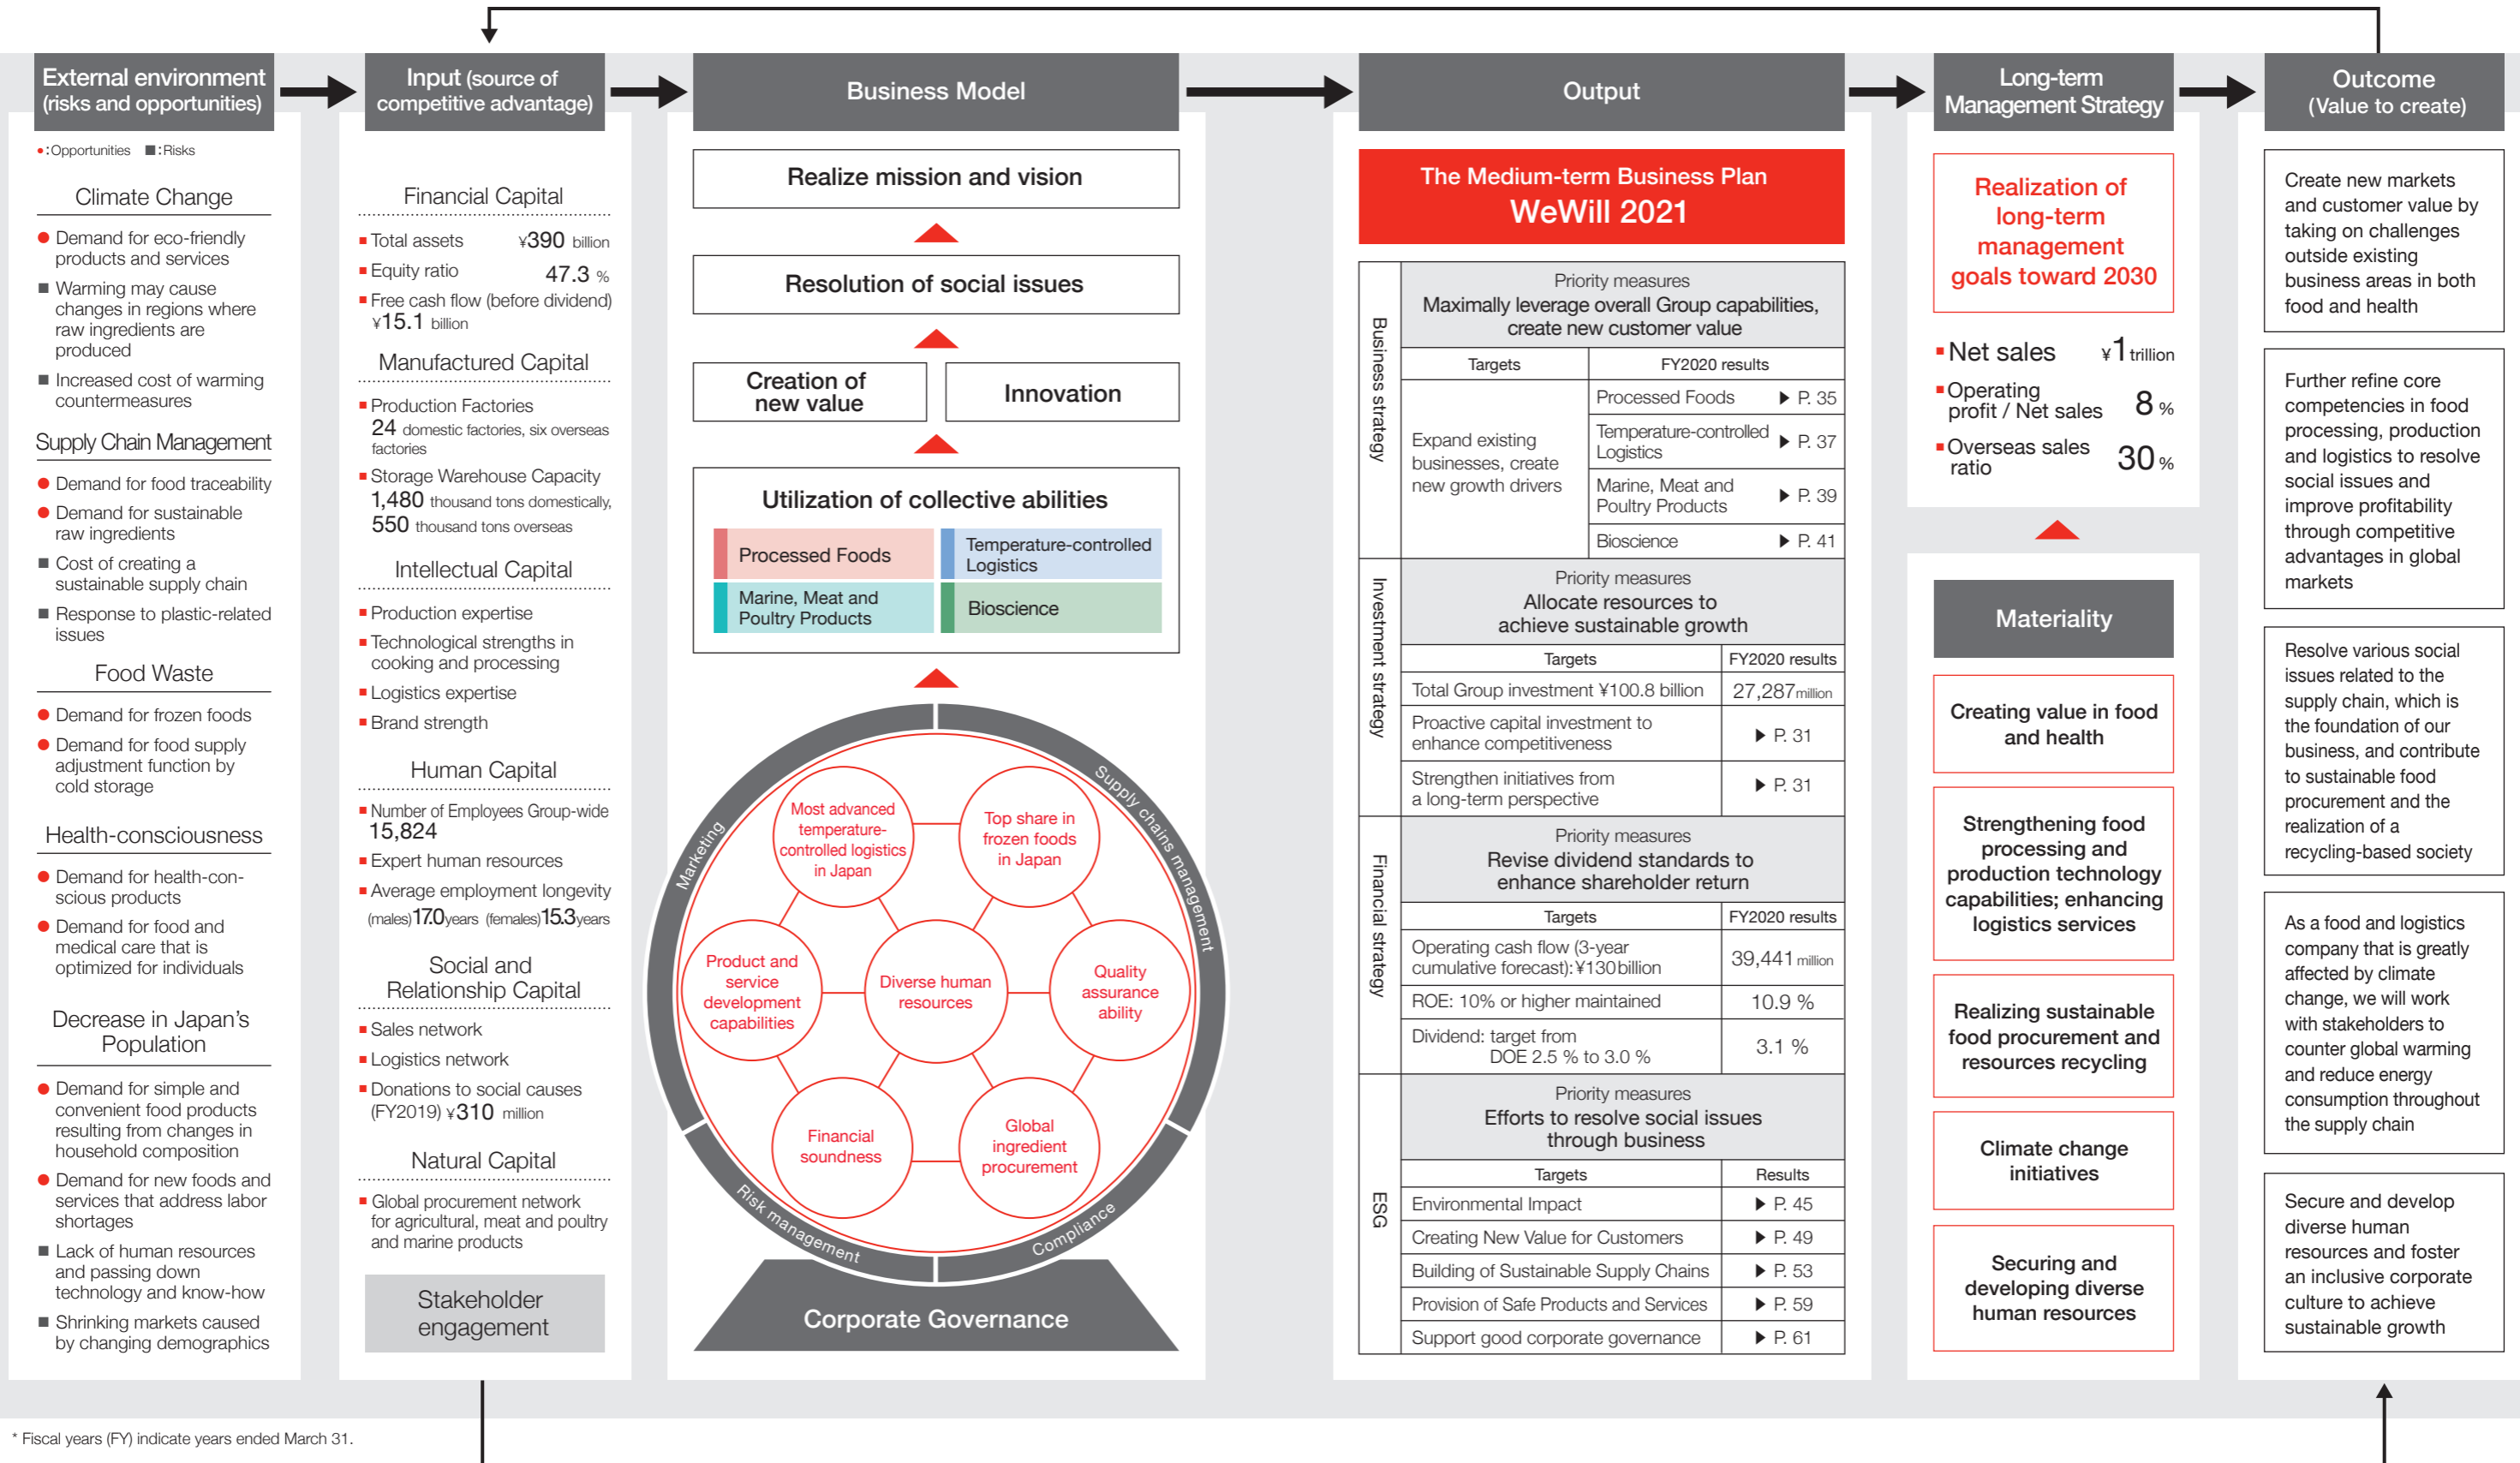 External environment
(risks and opportunities)
●:Opportunities ■:Risks
Climate Change
● Demand for eco-friendly
products and services
■ Warming may cause
changes in regions where
raw ingredients are
produced
■ Increased cost of warming
countermeasures
Supply Chain Management
● Demand for food traceability
● Demand for sustainable
raw ingredients
■ Cost of creating a
sustainable supply chain
■ Response to plastic-related
issues
Food Waste
● Demand for frozen foods
● Demand for food supply
adjustment function by
cold storage
Health-consciousness
● Demand for health-con-
scious products
● Demand for food and
medical care that is
optimized for individuals
Decrease in Japan's
Population
● Demand for simple and
convenient food products
resulting from changes in
household composition
● Demand for new foods and
services that address labor
shortages
■ Lack of human resources
and passing down
technology and know-how
■ Shrinking markets caused
by changing demographics
Input (source of
competitive advantage)
Financial Capital
■ Total assets ¥390 billion
■ Equity ratio 47.3 %
■ Free cash flow (before dividend)
¥15.1 billion
Manufactured Capital
■ Production Factories
24 domestic factories, six overseas
factories
■ Storage Warehouse Capacity
1,480 thousand tons domestically,
550 thousand tons overseas
Intellectual Capital
■ Production expertise
■ Technological strengths in
cooking and processing
■ Logistics expertise
■ Brand strength
Human Capital
■ Number of Employees Group-wide
15,824
■ Expert human resources
■ Average employment longevity
(males)17.0years (females)15.3years
Social and
Relationship Capital
■ Sales network
■ Logistics network
■ Donations to social causes
(FY2019) ¥310 million
Natural Capital
■ Global procurement network
for agricultural, meat and poultry
and marine products
Stakeholder
engagement
Business Model
Realize mission and vision
Resolution of social issues
Creation of
new value
Innovation
Utilization of collective abilities
Processed Foods
Temperature-controlled
Logistics
Marine, Meat and
Poultry Products
Bioscience
Marketing
Supply chains management
Most advanced
temperature-
controlled logistics
in Japan
Top share in
frozen foods
in Japan
Product and
service
development
capabilities
Diverse human
resources
Quality
assurance
ability
Financial
soundness
Global
ingredient
procurement
Risk management
Compliance
Corporate Governance
Output
The Medium-term Business Plan
WeWill 2021
Business strategy
Priority measures
Maximally leverage overall Group capabilities,
create new customer value
Targets FY2020 results
Expand existing
businesses, create
new growth drivers
Processed Foods ▶ P. 35
Temperature-controlled
Logistics ▶ P. 37
Marine, Meat and
Poultry Products ▶ P. 39
Bioscience ▶ P. 41
Investment strategy
Priority measures
Allocate resources to
achieve sustainable growth
Targets FY2020 results
Total Group investment ¥100.8 billion 27,287million
Proactive capital investment to
enhance competitiveness ▶ P. 31
Strengthen initiatives from
a long-term perspective ▶ P. 31
Financial strategy
Priority measures
Revise dividend standards to
enhance shareholder return
Targets FY2020 results
Operating cash flow (3-year
cumulative forecast):¥130billion 39,441 million
ROE: 10% or higher maintained 10.9 %
Dividend: target from
DOE 2.5 % to 3.0 % 3.1 %
ESG
Priority measures
Efforts to resolve social issues
through business
Targets Results
Environmental Impact ▶ P. 45
Creating New Value for Customers ▶ P. 49
Building of Sustainable Supply Chains ▶ P. 53
Provision of Safe Products and Services ▶ P. 59
Support good corporate governance ▶ P. 61
Long-term
Management Strategy
Realization of
long-term
management
goals toward 2030
■ Net sales ¥1 trillion
■ Operating
profit / Net sales 8 %
■ Overseas sales
ratio 30 %
Materiality
Creating value in food
and health
Strengthening food
processing and
production technology
capabilities; enhancing
logistics services
Realizing sustainable
food procurement and
resources recycling
Climate change
initiatives
Securing and
developing diverse
human resources
Outcome
(Value to create)
Create new markets
and customer value by
taking on challenges
outside existing
business areas in both
food and health
Further refine core
competencies in food
processing, production
and logistics to resolve
social issues and
improve profitability
through competitive
advantages in global
markets
Resolve various social
issues related to the
supply chain, which is
the foundation of our
business, and contribute
to sustainable food
procurement and the
realization of a
recycling-based society
As a food and logistics
company that is greatly
affected by climate
change, we will work
with stakeholders to
counter global warming
and reduce energy
consumption throughout
the supply chain
Secure and develop
diverse human
resources and foster
an inclusive corporate
culture to achieve
sustainable growth
* Fiscal years (FY) indicate years ended March 31.